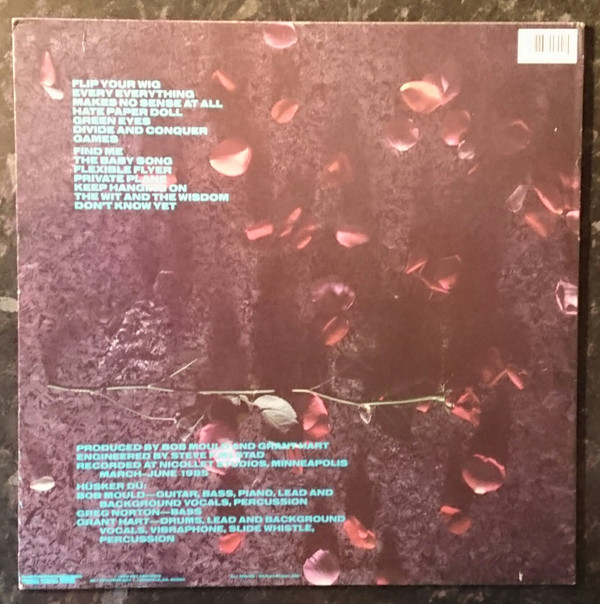 FLIP YOUR WIG
EVERY EVERYTHING
MAKES NO SENSE AT ALL
HATE PAPER DOLL
GREEN EYES
DIVIDE AND CONQUER
GAMES
FIND ME
THE BABY SONG
FLEXIBLE FLYER
PRIVATE PLANE
KEEP HANGING ON
THE WIT AND THE WISDOM
DON'T KNOW YET
PRODUCED BY BOB MOULD AND GRANT HART
ENGINEERED BY STEVE
RECORDED AT NICOLLET STUDIOS, MINNEAPOLIS
MARCH–JUNE 1985
HÜSKER DÜ:
BOB MOULD—GUITAR, BASS, PIANO, LEAD AND
BACKGROUND VOCALS, PERCUSSION
GREG NORTON—BASS
GRANT HART—DRUMS, LEAD AND BACKGROUND
VOCALS, VIBRAPHONE, SLIDE WHISTLE,
PERCUSSION